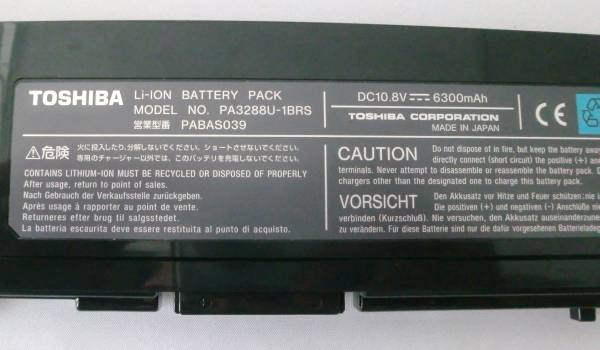 TOSHIBA
Li-ION BATTERY PACK
MODEL NO. PA3288U-1BRS
営業型番 PABAS039
DC10.8V 6300mAh
TOSHIBA CORPORATION
MADE IN JAPAN
CE
⚠危険
火に投入したり,分解しないでください。ショートさせないでください。
専用のチャージャー以外では、このバッテリを充電しないでください。
CONTAINS LITHIUM-ION MUST BE RECYCLED OR DISPOSED OF PROPERLY
After usage, return to point of sales.
Nach Gebrauch der Verkaufsstelle zurückgeben.
Après usage à rapporter au point de vente.
Returneres efter brug til salgsstedet.
La batteria escaurita deve essere restituita al punto di acquisto.
CAUTION
Do not dispose of in fire, but keep away
directly connect (short circuit) the positive (+) an
terminals. Never attempt to disassemble or reassemble the battery pack. D
chargers other than the designated one to charge this battery pack.
VORSICHT
Den Akkusatz vor Hitze und Feuer schützen:nie in
Die positiven (+) und negativen (-) Anschlüsse nie
verbinden (Kurzschluß). Nie versuchen, den Akkusatz auseinanderzune
Für das Aufladen der Batterie nur die dafür vorgesehenen Batterie